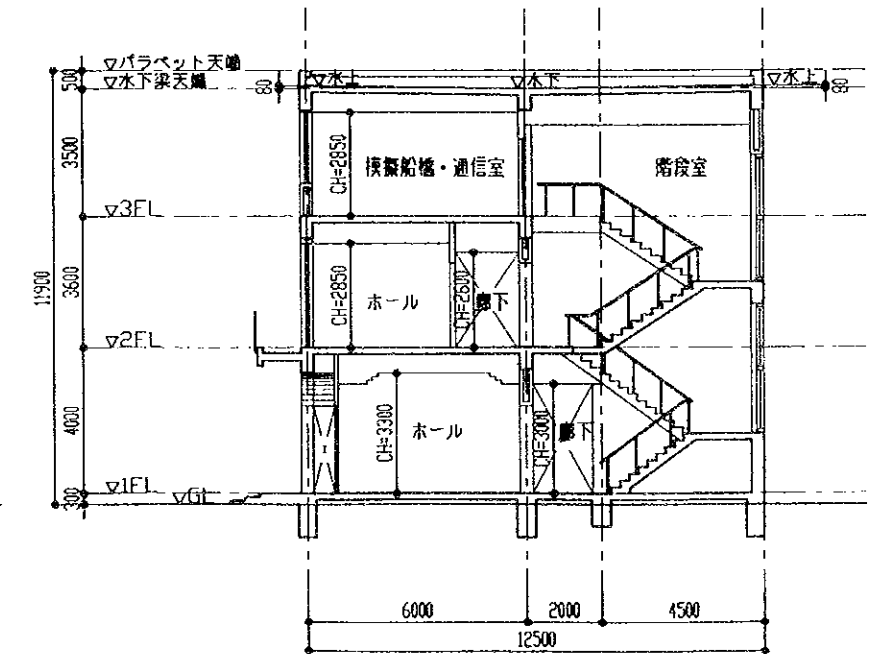 ▽パラペット天端
▽水下梁天端
500
80
▽水上
▽水下
▽水上
80
3500
CH=2850
模擬船橋・通信室
階段室
▽3FL
11900
3600
CH=2850
ホール
CH=2600
廊下
▽2FL
4000
CH=3300
ホール
CH=3000
廊下
▽1FL
▽GL
300
6000
2000
4500
12500